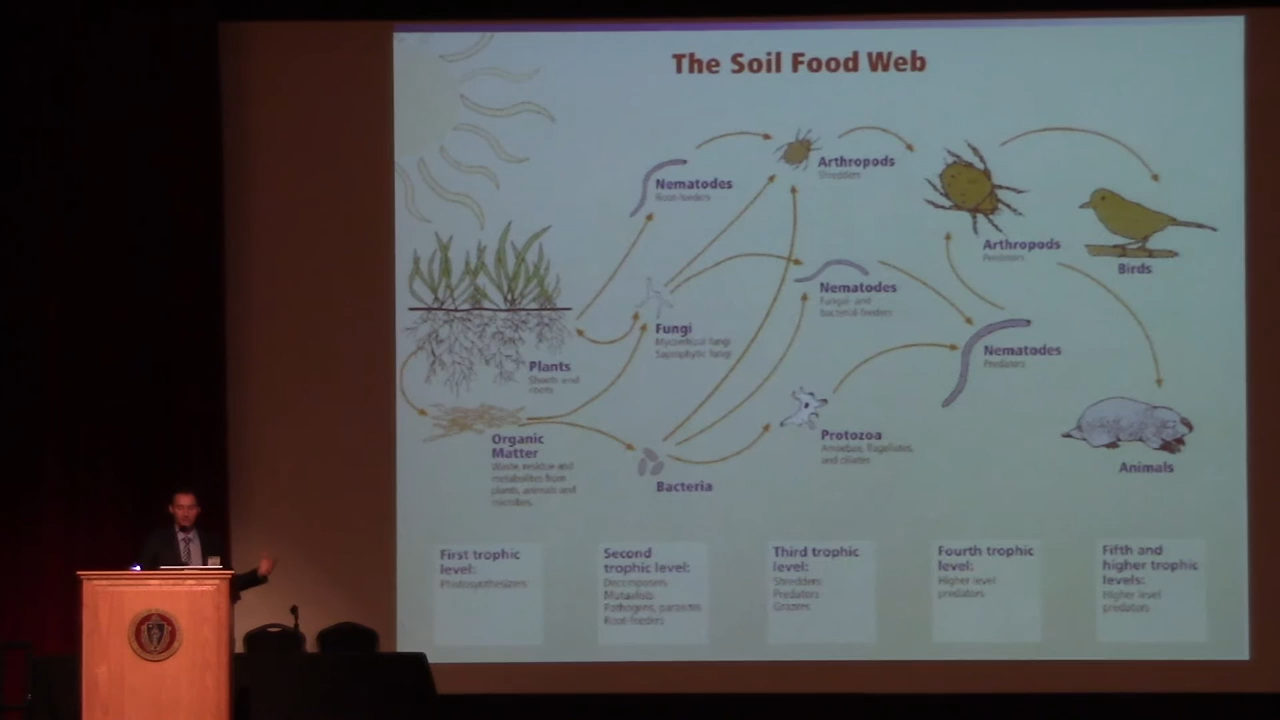 The Soil Food Web
Nematodes
Root-feeders
Arthropods
Shredders
Arthropods
Predators
Birds
Nematodes
Fungal- and
bacterial-feeders
Fungi
Mycorrhizal fungi
Saprophytic fungi
Nematodes
Predators
Plants
Shoots and
roots
Organic
Matter
Waste, residue and
metabolites from
plants, animals and
microbes.
Bacteria
Protozoa
Amoebae, flagellates,
and ciliates
Animals
First trophic
level:
Photosynthesizers
Second
trophic level:
Decomposers
Mutualists
Pathogens, parasites
Root-feeders
Third trophic
level:
Shredders
Predators
Grazers
Fourth trophic
level:
Higher level
predators
Fifth and
higher trophic
levels:
Higher level
predators